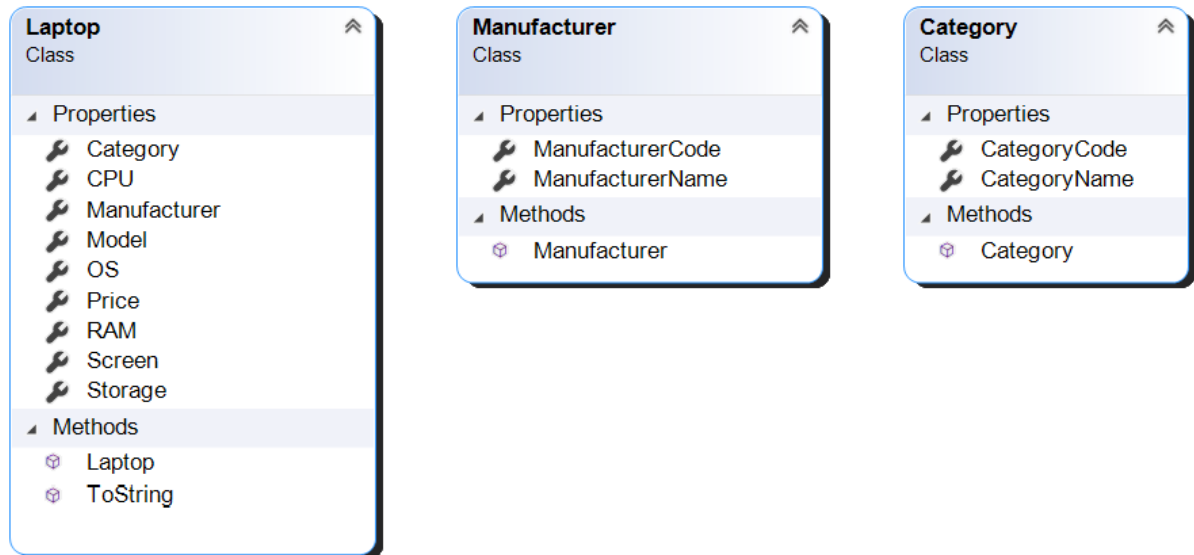 Laptop
Class
Properties
Category
CPU
Manufacturer
Model
OS
Price
RAM
Screen
Storage
Methods
Laptop
ToString
Manufacturer
Class
Properties
ManufacturerCode
ManufacturerName
Methods
Manufacturer
Category
Class
Properties
CategoryCode
CategoryName
Methods
Category